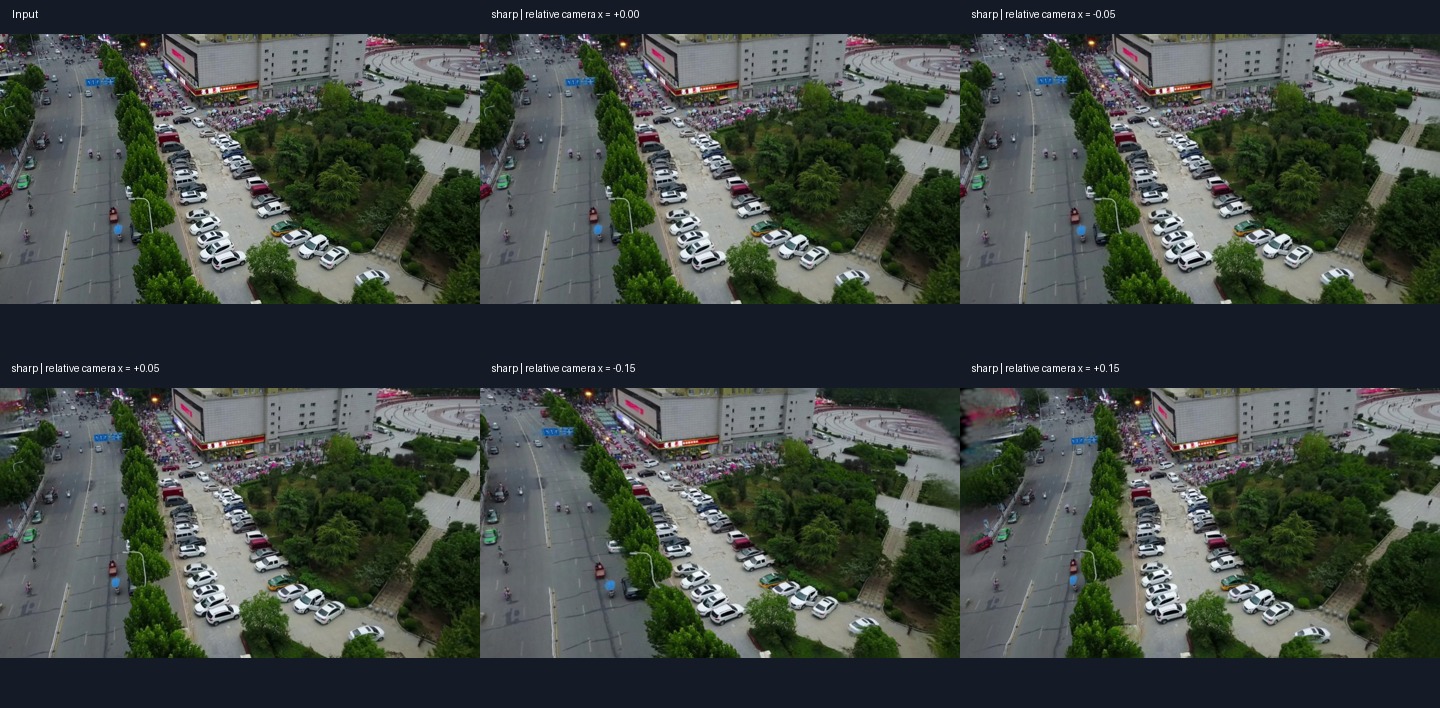 Input
sharp | relative camera x = +0.00
sharp | relative camera x = -0.05
sharp | relative camera x = +0.05
sharp | relative camera x = -0.15
sharp | relative camera x = +0.15